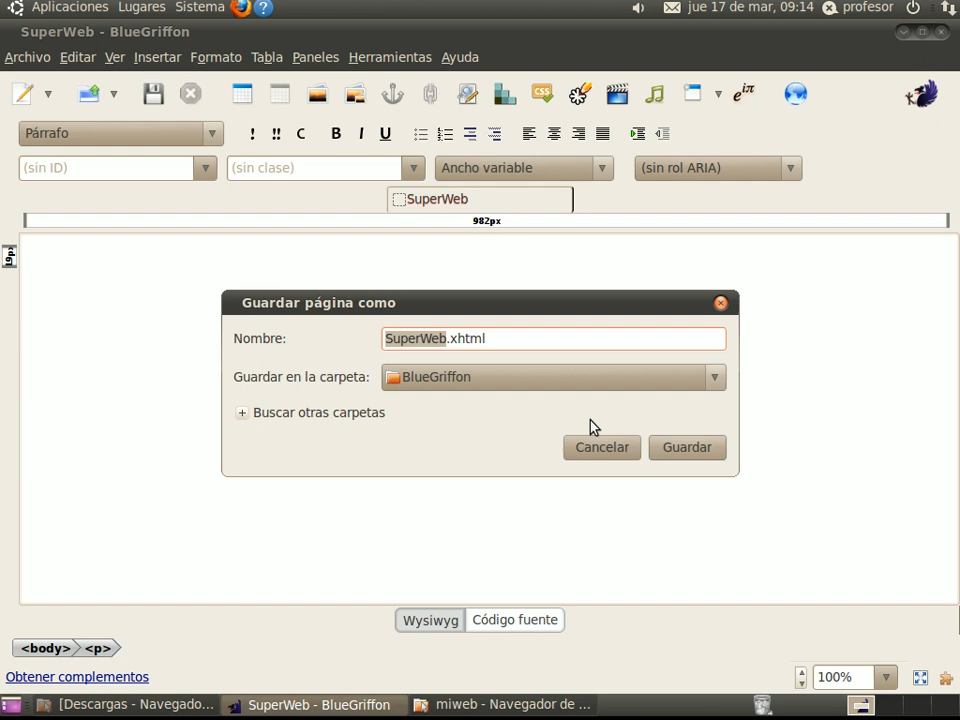 Aplicaciones Lugares Sistema ? jue 17 de mar, 09:14 profesor
SuperWeb - BlueGriffon
Archivo Editar Ver Insertar Formato Tabla Paneles Herramientas Ayuda
CSS e^iπ
Párrafo ! !! C B I U
(sin ID) (sin clase) Ancho variable (sin rol ARIA)
SuperWeb
982px
19px
Guardar página como
Nombre: SuperWeb.xhtml
Guardar en la carpeta: BlueGriffon
+ Buscar otras carpetas
Cancelar Guardar
Wysiwyg Código fuente
<body> <p>
Obtener complementos 100%
[Descargas - Navegado... SuperWeb - BlueGriffon miweb - Navegador de ...